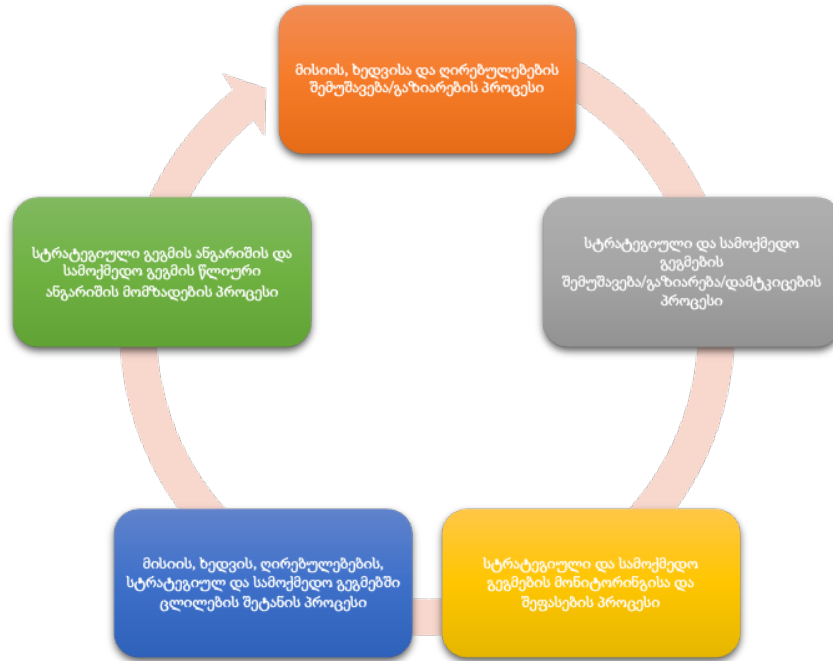 მისიის, ხედვისა და ღირებულებების
შემუშავება/გაზიარების პროცესი
სტრატეგიული და სამოქმედო
გეგმების
შემუშავება/გაზიარება/დამტკიცების
პროცესი
სტრატეგიული და სამოქმედო
გეგმების მონიტორინგისა და
შეფასების პროცესი
მისიის, ხედვის, ღირებულებების,
სტრატეგიულ და სამოქმედო გეგმებში
ცლილების შეტანის პროცესი
სტრატეგიული გეგმის ანგარიშის და
სამოქმედო გეგმის წლიური
ანგარიშის მომზადების პროცესი